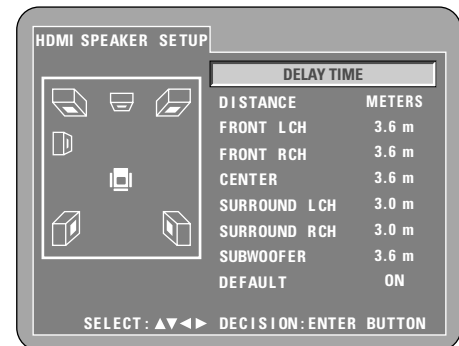 HDMI SPEAKER SETUP
DELAY TIME
DISTANCE METERS
FRONT LCH 3.6 m
FRONT RCH 3.6 m
CENTER 3.6 m
SURROUND LCH 3.0 m
SURROUND RCH 3.0 m
SUBWOOFER 3.6 m
DEFAULT ON
SELECT:▲▼◀▶ DECISION:ENTER BUTTON